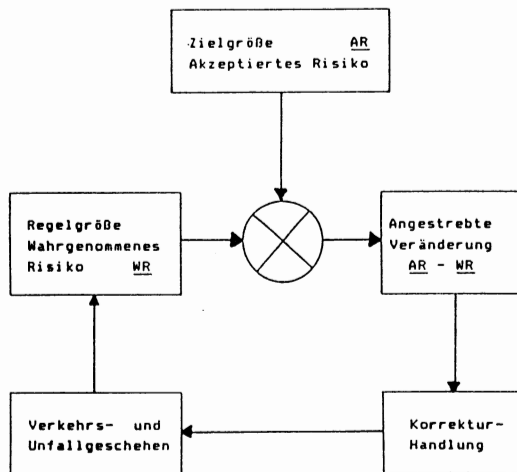 Zielgröße AR
Akzeptiertes Risiko
Regelgröße
Wahrgenommenes
Risiko WR
Angestrebte
Veränderung
AR - WR
Verkehrs- und
Unfallgeschehen
Korrektur-
Handlung